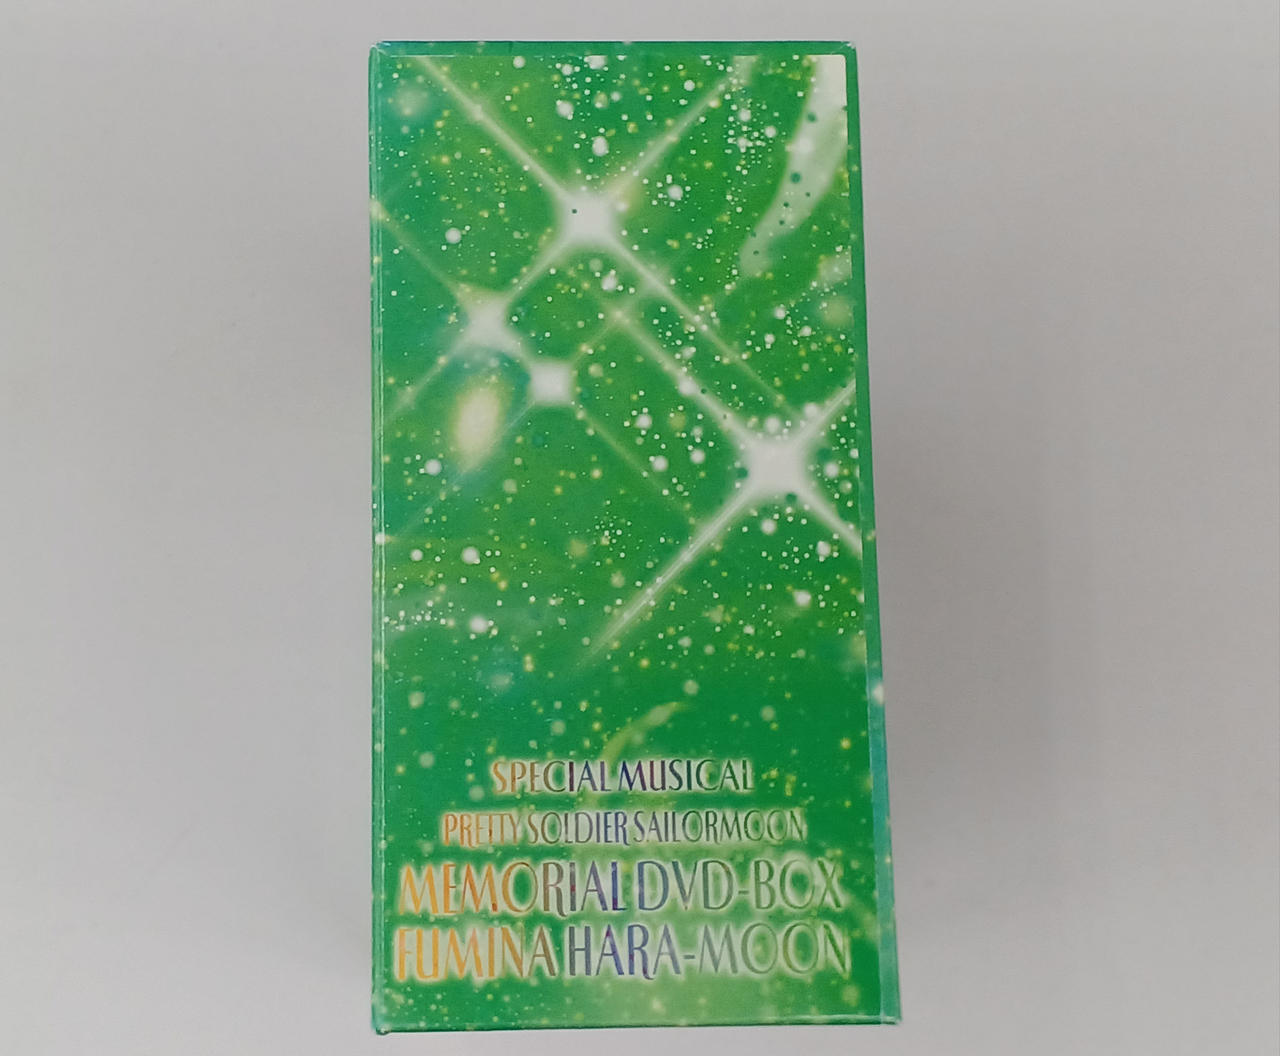 SPECIAL MUSICAL
PRETTY SOLDIER SAILORMOON
MEMORIAL DVD-BOX
FUMINA HARA-MOON